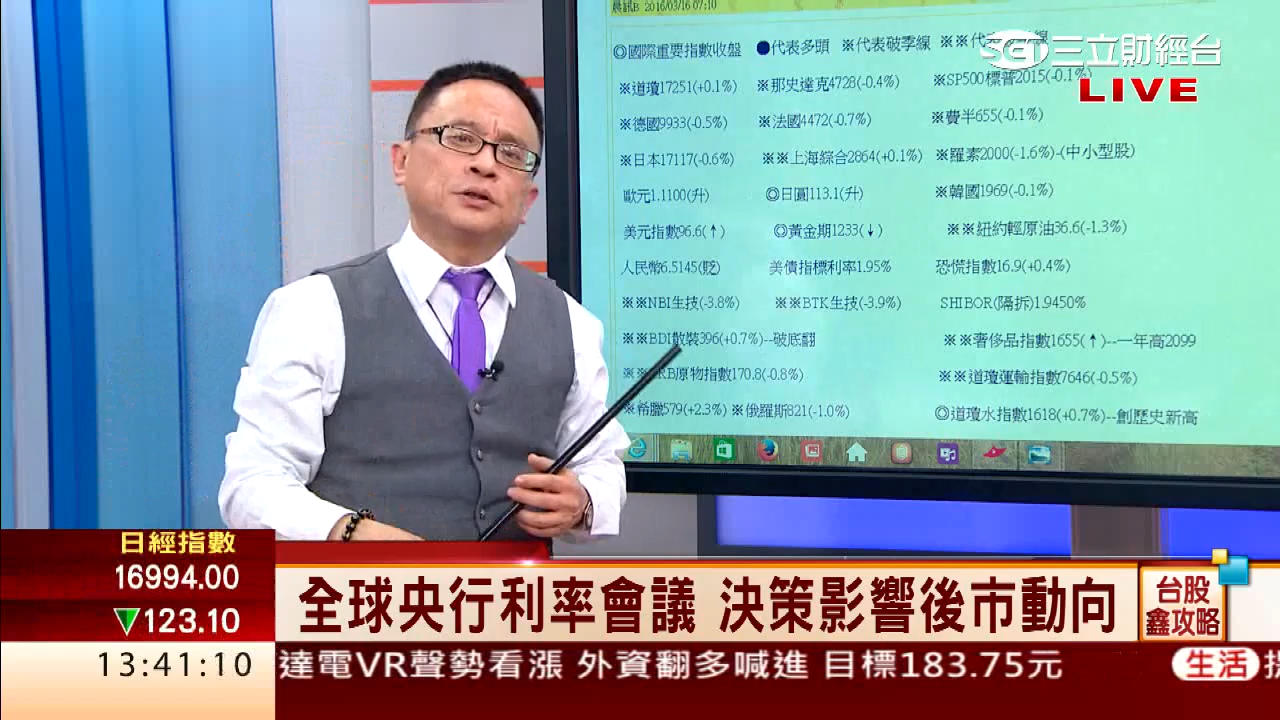 晨訊B 2016/03/16 07:10
◎國際重要指數收盤 ●代表多頭 ※代表破季線 ※※代表
三立財經台
LIVE
※道瓊17251(+0.1%) ※那史達克4728(-0.4%) ※SP500標普2015(-0.1%)
※德國9933(-0.5%) ※法國4472(-0.7%) ※費半655(-0.1%)
※日本17117(-0.6%) ※※上海綜合2864(+0.1%) ※羅素2000(-1.6%)-(中小型股)
歐元1.1100(升) ◎日圓113.1(升) ※韓國1969(-0.1%)
美元指數96.6(↑) ◎黃金期1233(↓) ※※紐約輕原油36.6(-1.3%)
人民幣6.5145(貶) 美債指標利率1.95% 恐慌指數16.9(+0.4%)
※※NBI生技(-3.8%) ※※BTK生技(-3.9%) SHIBOR(隔拆)1.9450%
※※BDI散裝396(+0.7%)--破底翻 ※※奢侈品指數1655(↑)--一年高2099
※※RB原物指數170.8(-0.8%) ※※道瓊運輸指數7646(-0.5%)
※希臘579(+2.3%) ※俄羅斯821(-1.0%) ◎道瓊水指數1618(+0.7%)--創歷史新高
日經指數
16994.00
▼123.10
全球央行利率會議 決策影響後市動向
台股
鑫攻略
13:41:10
達電VR聲勢看漲 外資翻多喊進 目標183.75元
生活